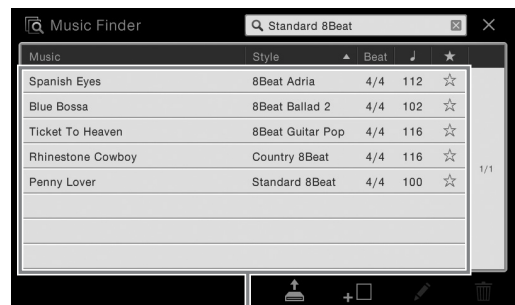 Music Finder Standard 8Beat
Music Style Beat ♩ ★
Spanish Eyes 8Beat Adria 4/4 112 ☆
Blue Bossa 8Beat Ballad 2 4/4 102 ☆
Ticket To Heaven 8Beat Guitar Pop 4/4 116 ☆
Rhinestone Cowboy Country 8Beat 4/4 116 ☆
1/1
Penny Lover Standard 8Beat 4/4 100 ☆